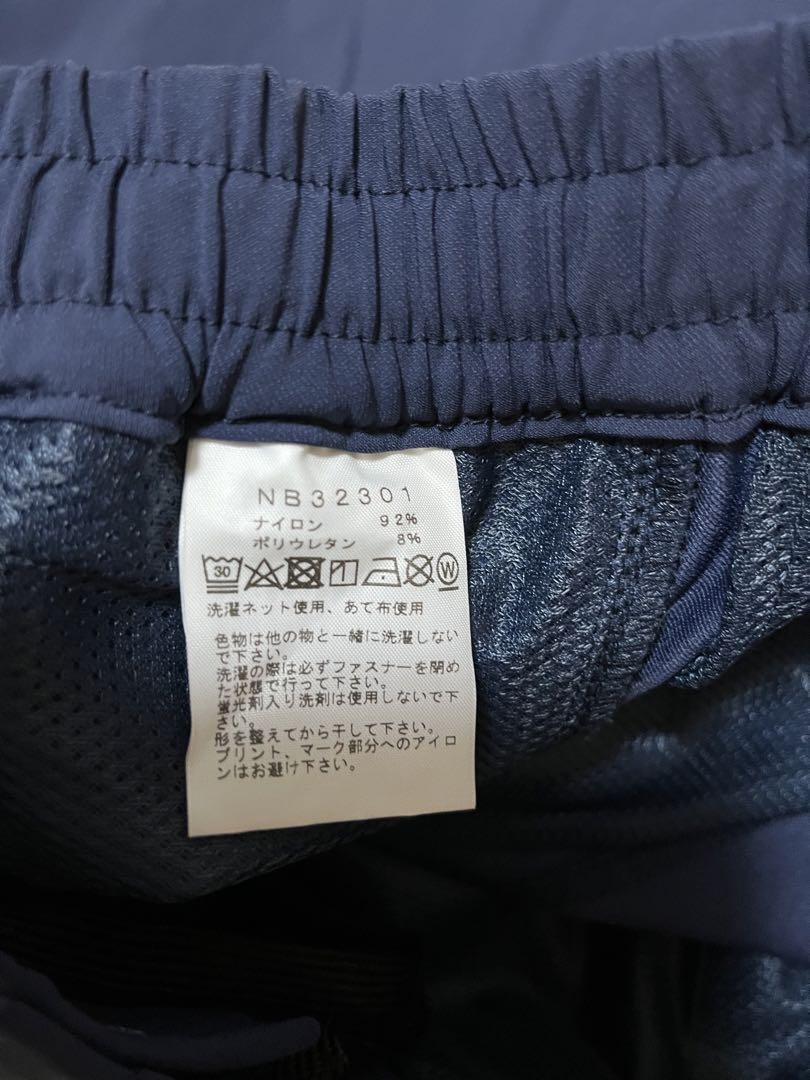 NB32301
ナイロン 92%
ポリウレタン 8%
30 W
洗濯ネット使用、あて布使用
色物は他の物と一緒に洗濯しない
で下さい。
洗濯の際は必ずファスナーを閉め
た状態で行って下さい。
蛍光剤入り洗剤は使用しないで下
さい。
形を整えてから干して下さい。
プリント、マーク部分へのアイロ
ンはお避け下さい。